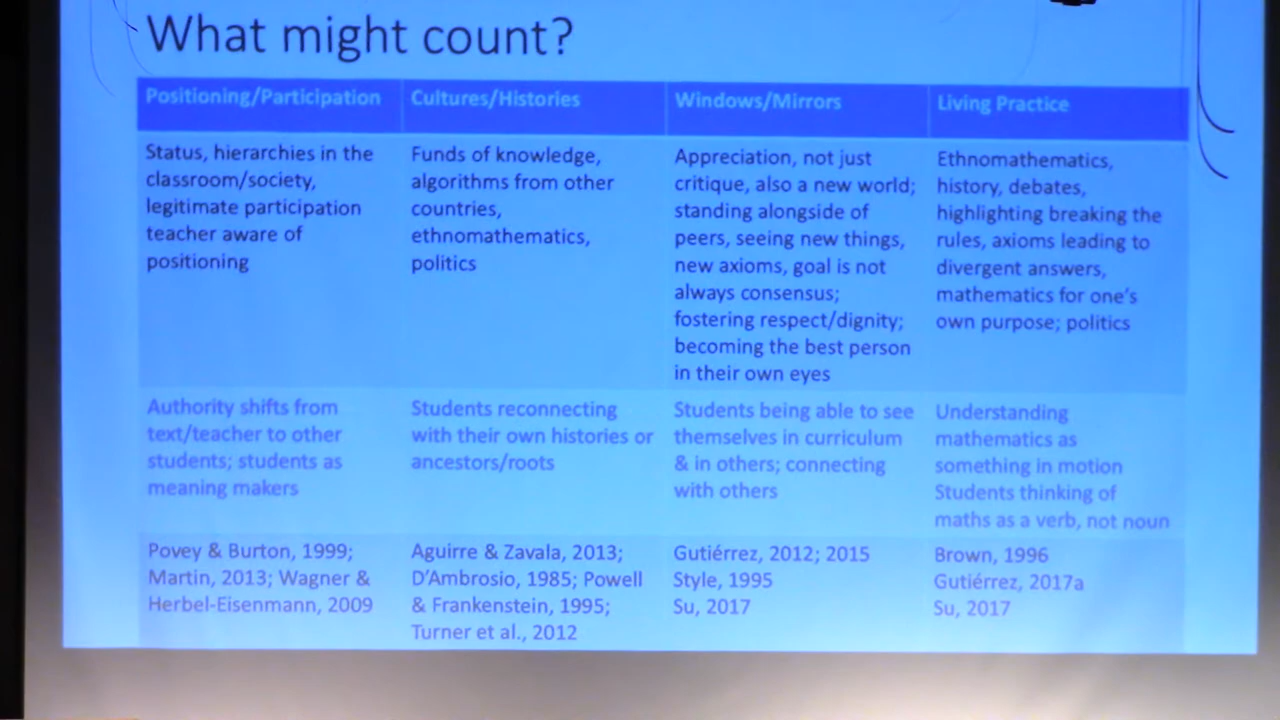 What might count?
Positioning/Participation
Cultures/Histories
Windows/Mirrors
Living Practice
Status, hierarchies in the
classroom/society,
legitimate participation
teacher aware of
positioning
Funds of knowledge,
algorithms from other
countries,
ethnomathematics,
politics
Appreciation, not just
critique, also a new world;
standing alongside of
peers, seeing new things,
new axioms, goal is not
always consensus;
fostering respect/dignity;
becoming the best person
in their own eyes
Ethnomathematics,
history, debates,
highlighting breaking the
rules, axioms leading to
divergent answers,
mathematics for one's
own purpose; politics
Authority shifts from
text/teacher to other
students; students as
meaning makers
Students reconnecting
with their own histories or
ancestors/roots
Students being able to see
themselves in curriculum
& in others; connecting
with others
Understanding
mathematics as
something in motion
Students thinking of
maths as a verb, not noun
Povey & Burton, 1999;
Martin, 2013; Wagner &
Herbel-Eisenmann, 2009
Aguirre & Zavala, 2013;
D'Ambrosio, 1985; Powell
& Frankenstein, 1995;
Turner et al., 2012
Gutiérrez, 2012; 2015
Style, 1995
Su, 2017
Brown, 1996
Gutiérrez, 2017a
Su, 2017